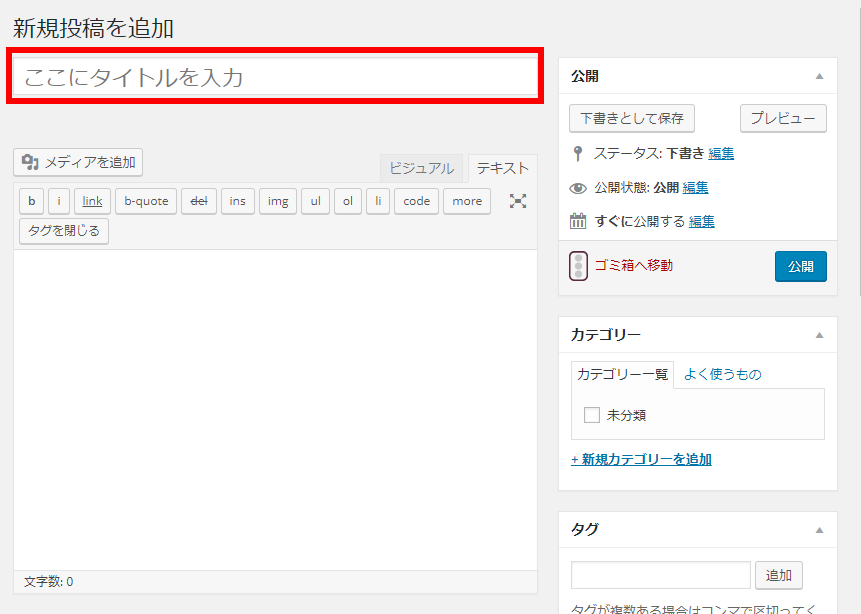 新規投稿を追加
ここにタイトルを入力
メディアを追加
ビジュアル
テキスト
b i link b-quote del ins img ul ol li code more
タグを閉じる
文字数: 0
公開
下書きとして保存
プレビュー
ステータス: 下書き 編集
公開状態: 公開 編集
すぐに公開する 編集
ゴミ箱へ移動
公開
カテゴリー
カテゴリー一覧 よく使うもの
未分類
+ 新規カテゴリーを追加
タグ
追加
タグが複数ある場合はコンマで区切ってく